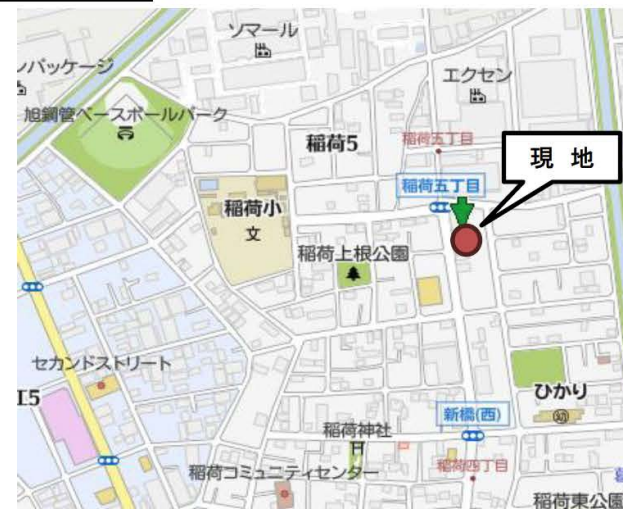 ソマール
ンパッケージ
エクセン
旭鋼管ベースボールパーク
稲荷5
稲荷五丁目
現 地
稲荷五丁目
稲荷小
文
稲荷上根公園
セカンドストリート
I5
ひかり
幼
新橋(西)
稲荷神社
稲荷コミュニティセンター
稲荷四丁目
稲荷東公園